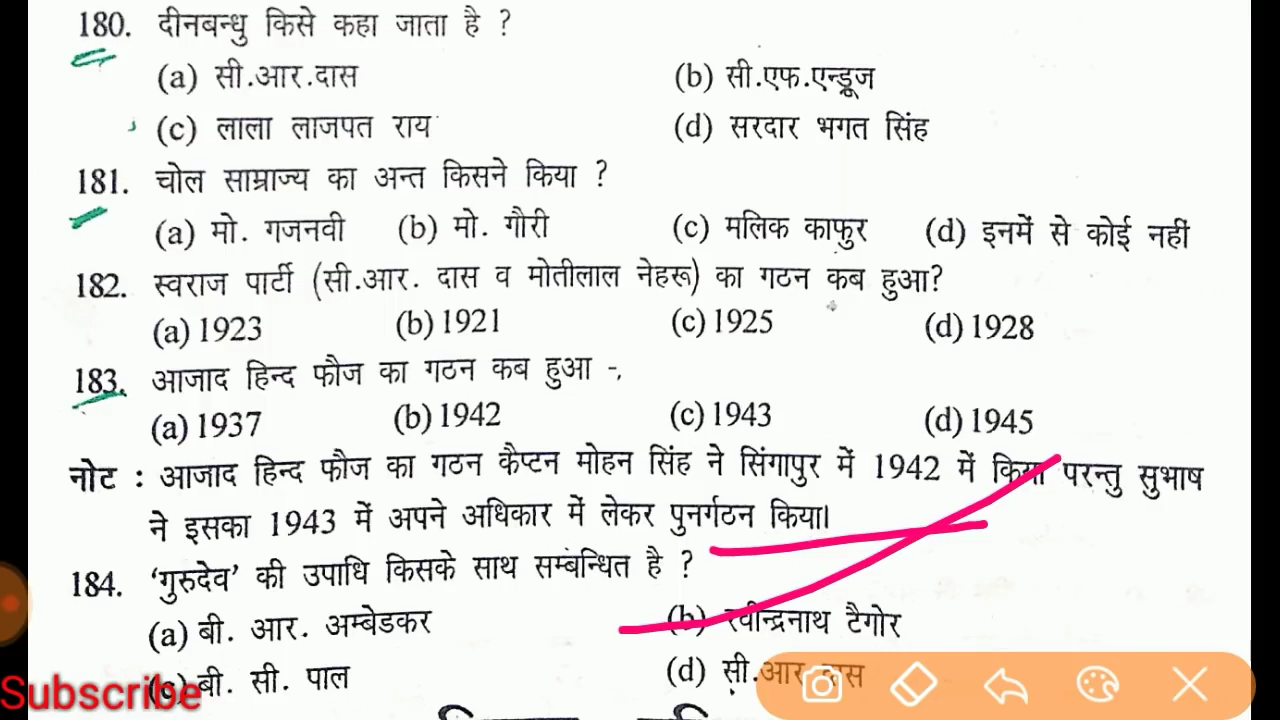 180. दीनबन्धु किसे कहा जाता है ?
(a) सी.आर.दास (b) सी.एफ.एन्ड्रूज
(c) लाला लाजपत राय (d) सरदार भगत सिंह
181. चोल साम्राज्य का अन्त किसने किया ?
(a) मो. गजनवी (b) मो. गौरी (c) मलिक काफुर (d) इनमें से कोई नहीं
182. स्वराज पार्टी (सी.आर. दास व मोतीलाल नेहरू) का गठन कब हुआ?
(a) 1923 (b) 1921 (c) 1925 (d) 1928
183. आजाद हिन्द फौज का गठन कब हुआ -,
(a) 1937 (b) 1942 (c) 1943 (d) 1945
नोट : आजाद हिन्द फौज का गठन कैप्टन मोहन सिंह ने सिंगापुर में 1942 में किया परन्तु सुभाष
ने इसका 1943 में अपने अधिकार में लेकर पुनर्गठन किया।
184. ‘गुरुदेव’ की उपाधि किसके साथ सम्बन्धित है ?
(a) बी. आर. अम्बेडकर (b) रवीन्द्रनाथ टैगोर
(c) बी. सी. पाल (d) सी.आर दास
Subscribe